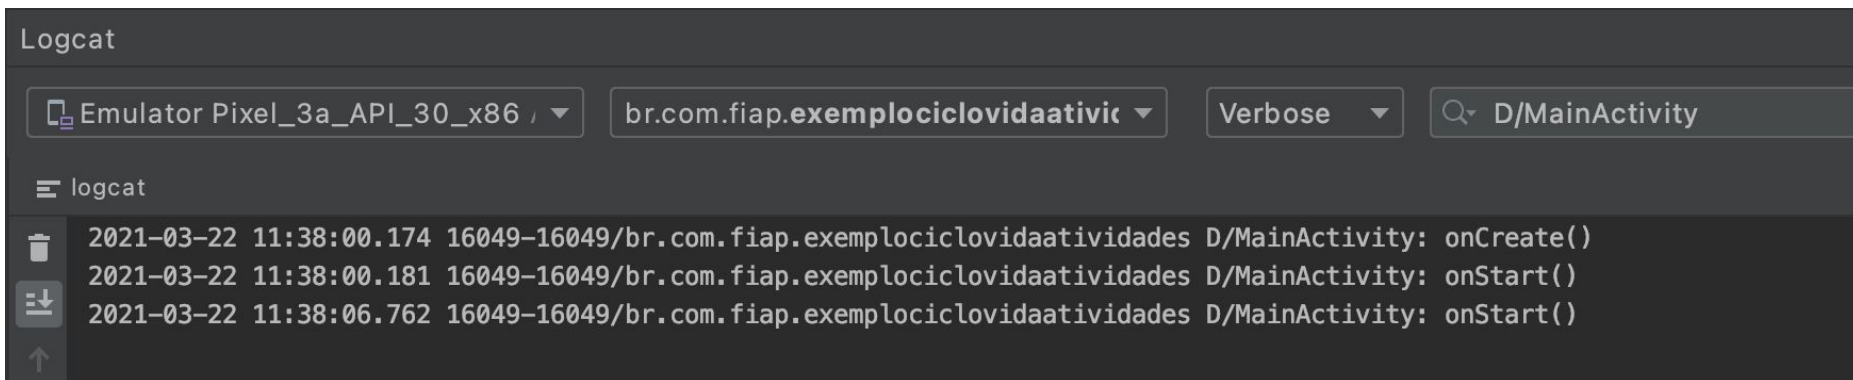 Logcat
Emulator Pixel_3a_API_30_x86 br.com.fiap.exemplociclovidaativic Verbose D/MainActivity
logcat
2021-03-22 11:38:00.174 16049-16049/br.com.fiap.exemplociclovidaatividades D/MainActivity: onCreate()
2021-03-22 11:38:00.181 16049-16049/br.com.fiap.exemplociclovidaatividades D/MainActivity: onStart()
2021-03-22 11:38:06.762 16049-16049/br.com.fiap.exemplociclovidaatividades D/MainActivity: onStart()